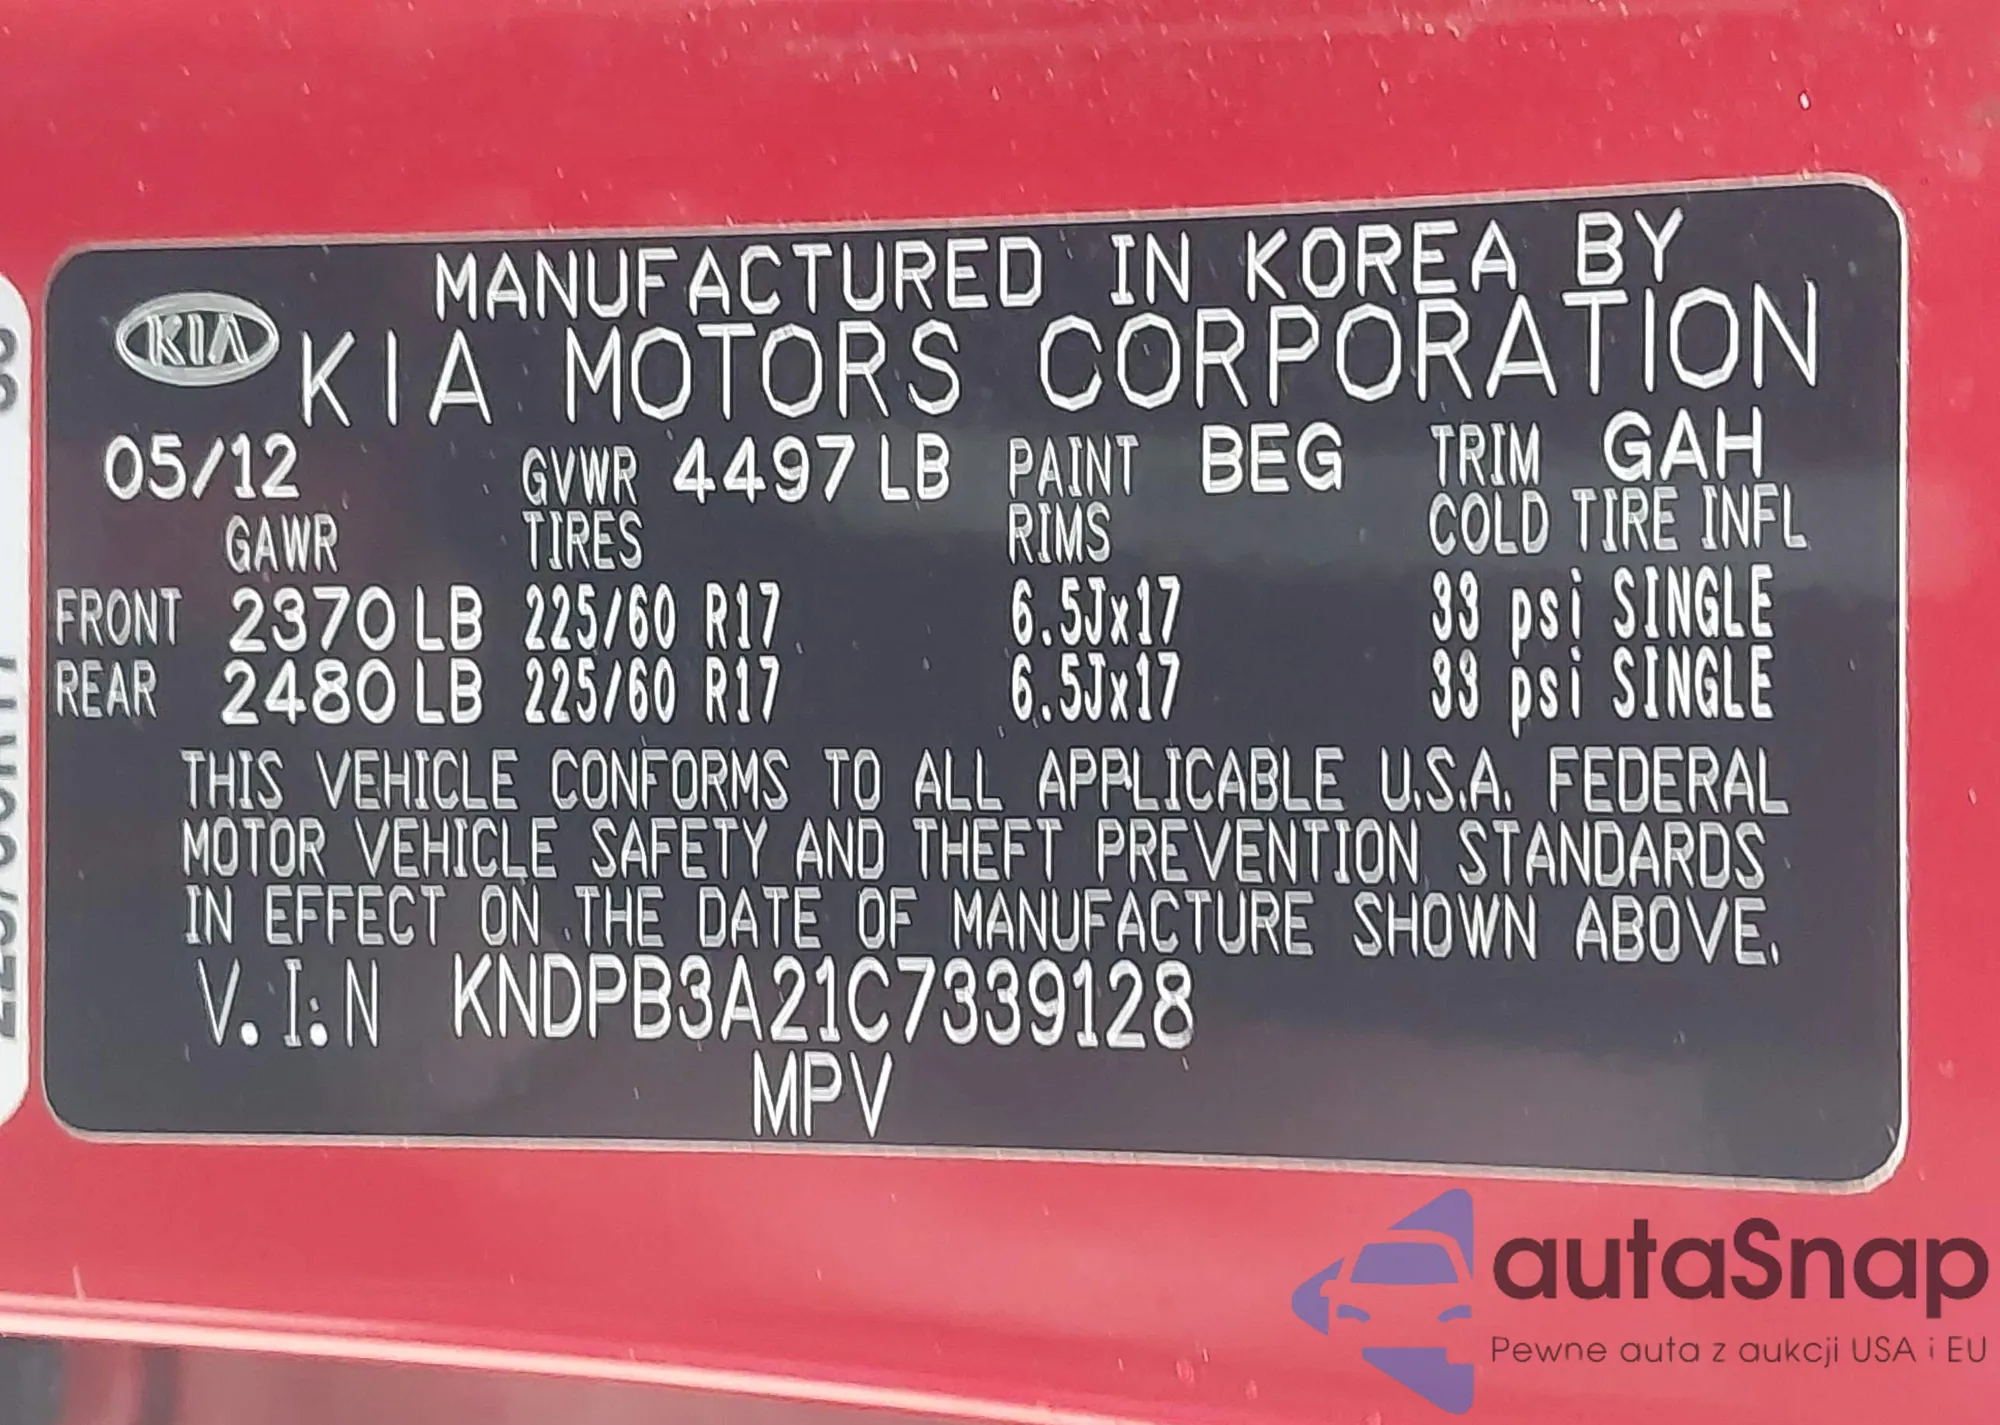 MANUFACTURED IN KOREA BY
KIA KIA MOTORS CORPORATION
05/12 GVWR 4497 LB PAINT BEG TRIM GAH
GAWR TIRES RIMS COLD TIRE INFL
FRONT 2370 LB 225/60 R17 6.5Jx17 33 psi SINGLE
REAR 2480 LB 225/60 R17 6.5Jx17 33 psi SINGLE
THIS VEHICLE CONFORMS TO ALL APPLICABLE U.S.A. FEDERAL
MOTOR VEHICLE SAFETY AND THEFT PREVENTION STANDARDS
IN EFFECT ON THE DATE OF MANUFACTURE SHOWN ABOVE.
V.I:N KNDPB3A21C7339128
MPV
autaSnap
Pewne auta z aukcji USA i EU